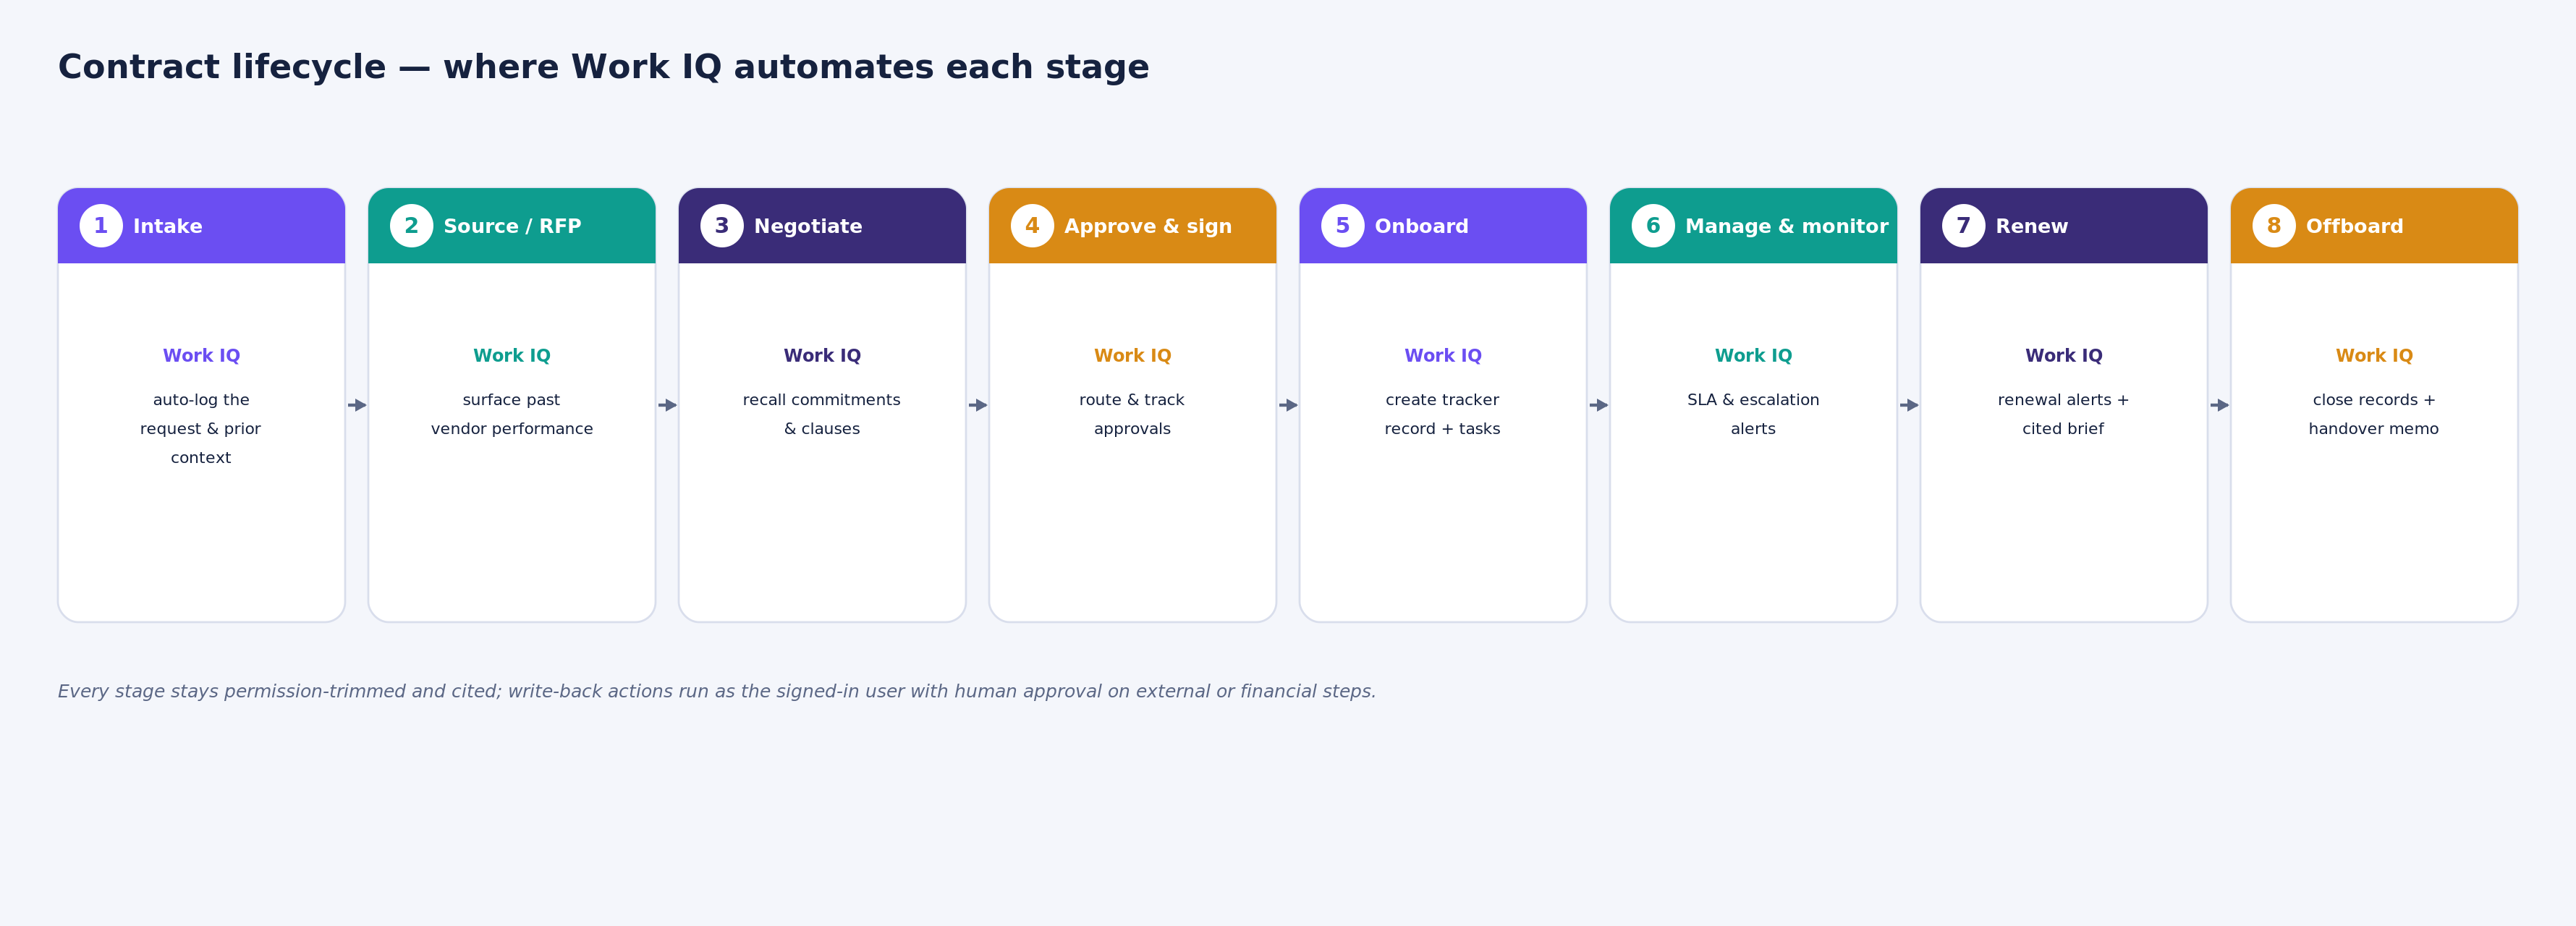 Contract lifecycle — where Work IQ automates each stage
1 Intake
Work IQ
auto-log the
request & prior
context
2 Source / RFP
Work IQ
surface past
vendor performance
3 Negotiate
Work IQ
recall commitments
& clauses
4 Approve & sign
Work IQ
route & track
approvals
5 Onboard
Work IQ
create tracker
record + tasks
6 Manage & monitor
Work IQ
SLA & escalation
alerts
7 Renew
Work IQ
renewal alerts +
cited brief
8 Offboard
Work IQ
close records +
handover memo
Every stage stays permission-trimmed and cited; write-back actions run as the signed-in user with human approval on external or financial steps.